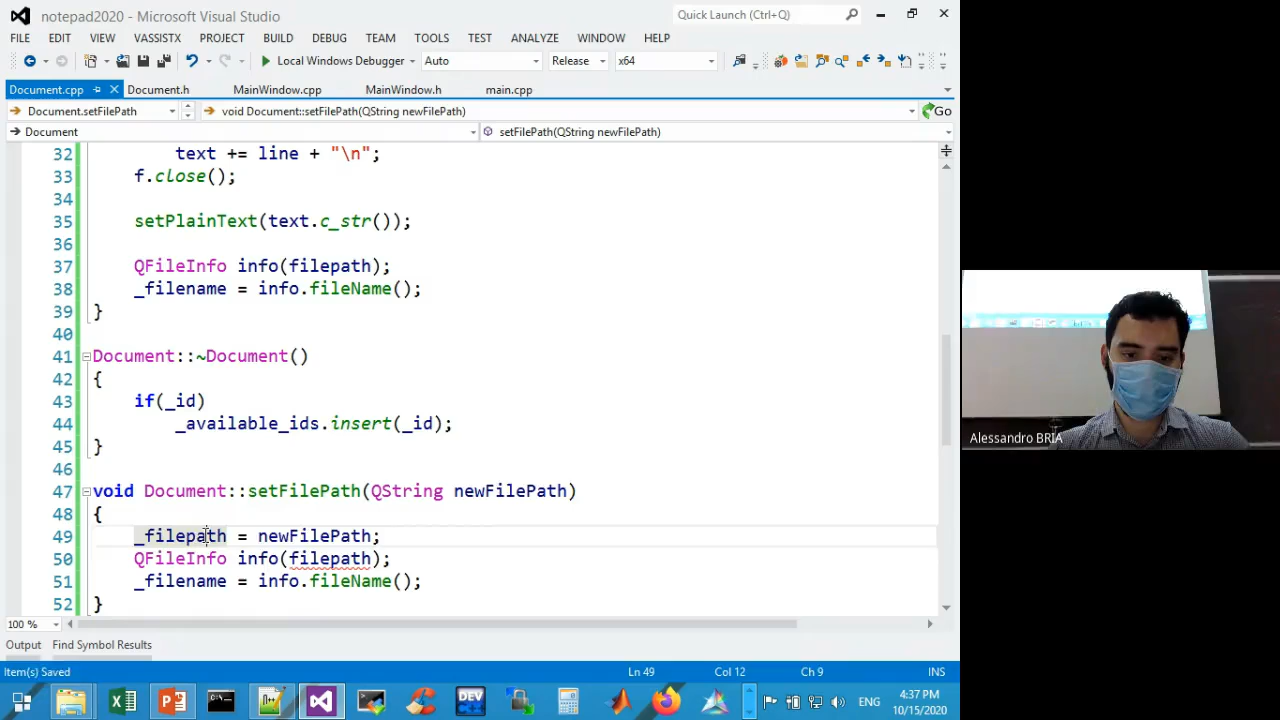 notepad2020 - Microsoft Visual Studio
Quick Launch (Ctrl+Q)
FILE EDIT VIEW VASSISTX PROJECT BUILD DEBUG TEAM TOOLS TEST ANALYZE WINDOW HELP
Local Windows Debugger Auto Release x64
Document.cpp Document.h MainWindow.cpp MainWindow.h main.cpp
Document.setFilePath void Document::setFilePath(QString newFilePath) Go
Document setFilePath(QString newFilePath)
32 text += line + "\n";
33 f.close();
34
35 setPlainText(text.c_str());
36
37 QFileInfo info(filepath);
38 _filename = info.fileName();
39 }
40
41 Document::~Document()
42 {
43 if(_id)
44 _available_ids.insert(_id);
45 }
46
47 void Document::setFilePath(QString newFilePath)
48 {
49 _filepath = newFilePath;
50 QFileInfo info(filepath);
51 _filename = info.fileName();
52 }
100 %
Output Find Symbol Results
Item(s) Saved Ln 49 Col 12 Ch 9 INS
DEV
ENG
4:37 PM
10/15/2020
Alessandro BRIA